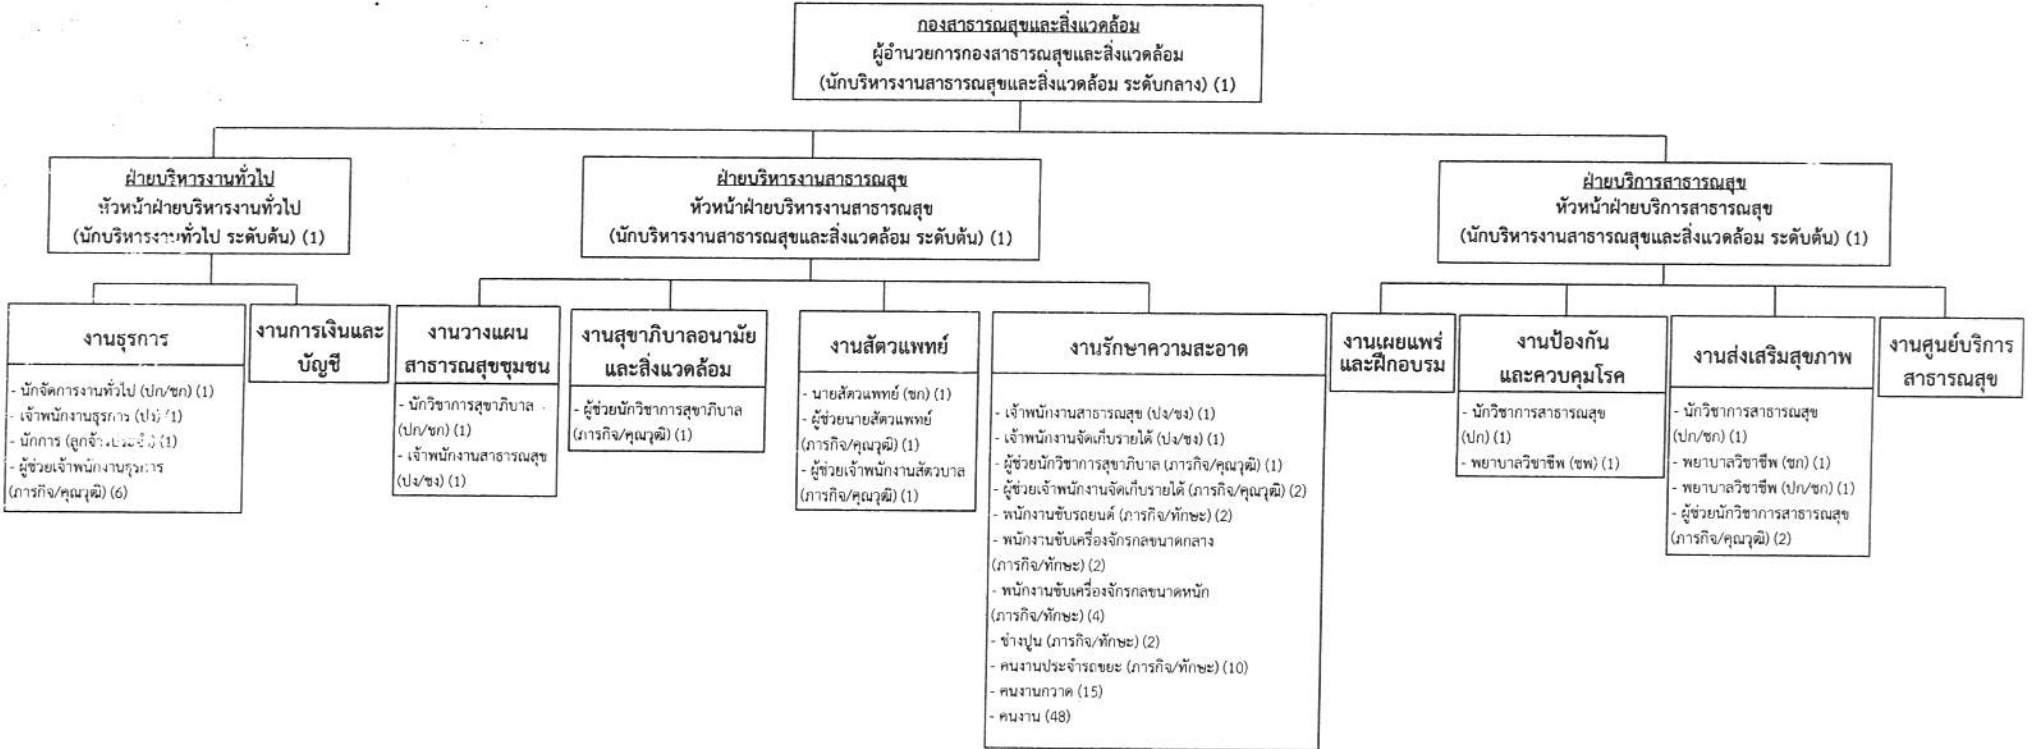 กองสาธารณสุขและสิ่งแวดล้อม
ผู้อำนวยการกองสาธารณสุขและสิ่งแวดล้อม
(นักบริหารงานสาธารณสุขและสิ่งแวดล้อม ระดับกลาง) (1)
ฝ่ายบริหารงานทั่วไป
หัวหน้าฝ่ายบริหารงานทั่วไป
(นักบริหารงานทั่วไป ระดับต้น) (1)
ฝ่ายบริหารงานสาธารณสุข
หัวหน้าฝ่ายบริหารงานสาธารณสุข
(นักบริหารงานสาธารณสุขและสิ่งแวดล้อม ระดับต้น) (1)
ฝ่ายบริการสาธารณสุข
หัวหน้าฝ่ายบริการสาธารณสุข
(นักบริหารงานสาธารณสุขและสิ่งแวดล้อม ระดับต้น) (1)
งานธุรการ
- นักจัดการงานทั่วไป (ปก/ชก) (1)
- เจ้าพนักงานธุรการ
- นักการ (1)
- ผู้ช่วยเจ้าพนักงานธุรการ
(ภารกิจ/คุณวุฒิ) (6)
งานการเงินและ
บัญชี
งานวางแผน
สาธารณสุขชุมชน
- นักวิชาการสุขาภิบาล
(ปก/ชก) (1)
- เจ้าพนักงานสาธารณสุข
(ปง/ชง) (1)
งานสุขาภิบาลอนามัย
และสิ่งแวดล้อม
- ผู้ช่วยนักวิชาการสุขาภิบาล
(ภารกิจ/คุณวุฒิ) (1)
งานสัตวแพทย์
- นายสัตวแพทย์ (ชก) (1)
- ผู้ช่วยนายสัตวแพทย์
(ภารกิจ/คุณวุฒิ) (1)
- ผู้ช่วยเจ้าพนักงานสัตวบาล
(ภารกิจ/คุณวุฒิ) (1)
งานรักษาความสะอาด
- เจ้าพนักงานสาธารณสุข (ปง/ชง) (1)
- เจ้าพนักงานจัดเก็บรายได้ (ปง/ชง) (1)
- ผู้ช่วยนักวิชาการสุขาภิบาล (ภารกิจ/คุณวุฒิ) (1)
- ผู้ช่วยเจ้าพนักงานจัดเก็บรายได้ (ภารกิจ/คุณวุฒิ) (2)
- พนักงานขับรถยนต์ (ภารกิจ/ทักษะ) (2)
- พนักงานขับเครื่องจักรกลขนาดกลาง
(ภารกิจ/ทักษะ) (2)
- พนักงานขับเครื่องจักรกลขนาดหนัก
(ภารกิจ/ทักษะ) (4)
- ช่างปูน (ภารกิจ/ทักษะ) (2)
- คนงานประจำรถขยะ (ภารกิจ/ทักษะ) (10)
- คนงานกวาด (15)
- คนงาน (48)
งานเผยแพร่
และฝึกอบรม
งานป้องกัน
และควบคุมโรค
- นักวิชาการสาธารณสุข
(ปก) (1)
- พยาบาลวิชาชีพ (ชพ) (1)
งานส่งเสริมสุขภาพ
- นักวิชาการสาธารณสุข
(ปก/ชก) (1)
- พยาบาลวิชาชีพ (ชก) (1)
- พยาบาลวิชาชีพ (ปก/ชก) (1)
- ผู้ช่วยนักวิชาการสาธารณสุข
(ภารกิจ/คุณวุฒิ) (2)
งานศูนย์บริการ
สาธารณสุข